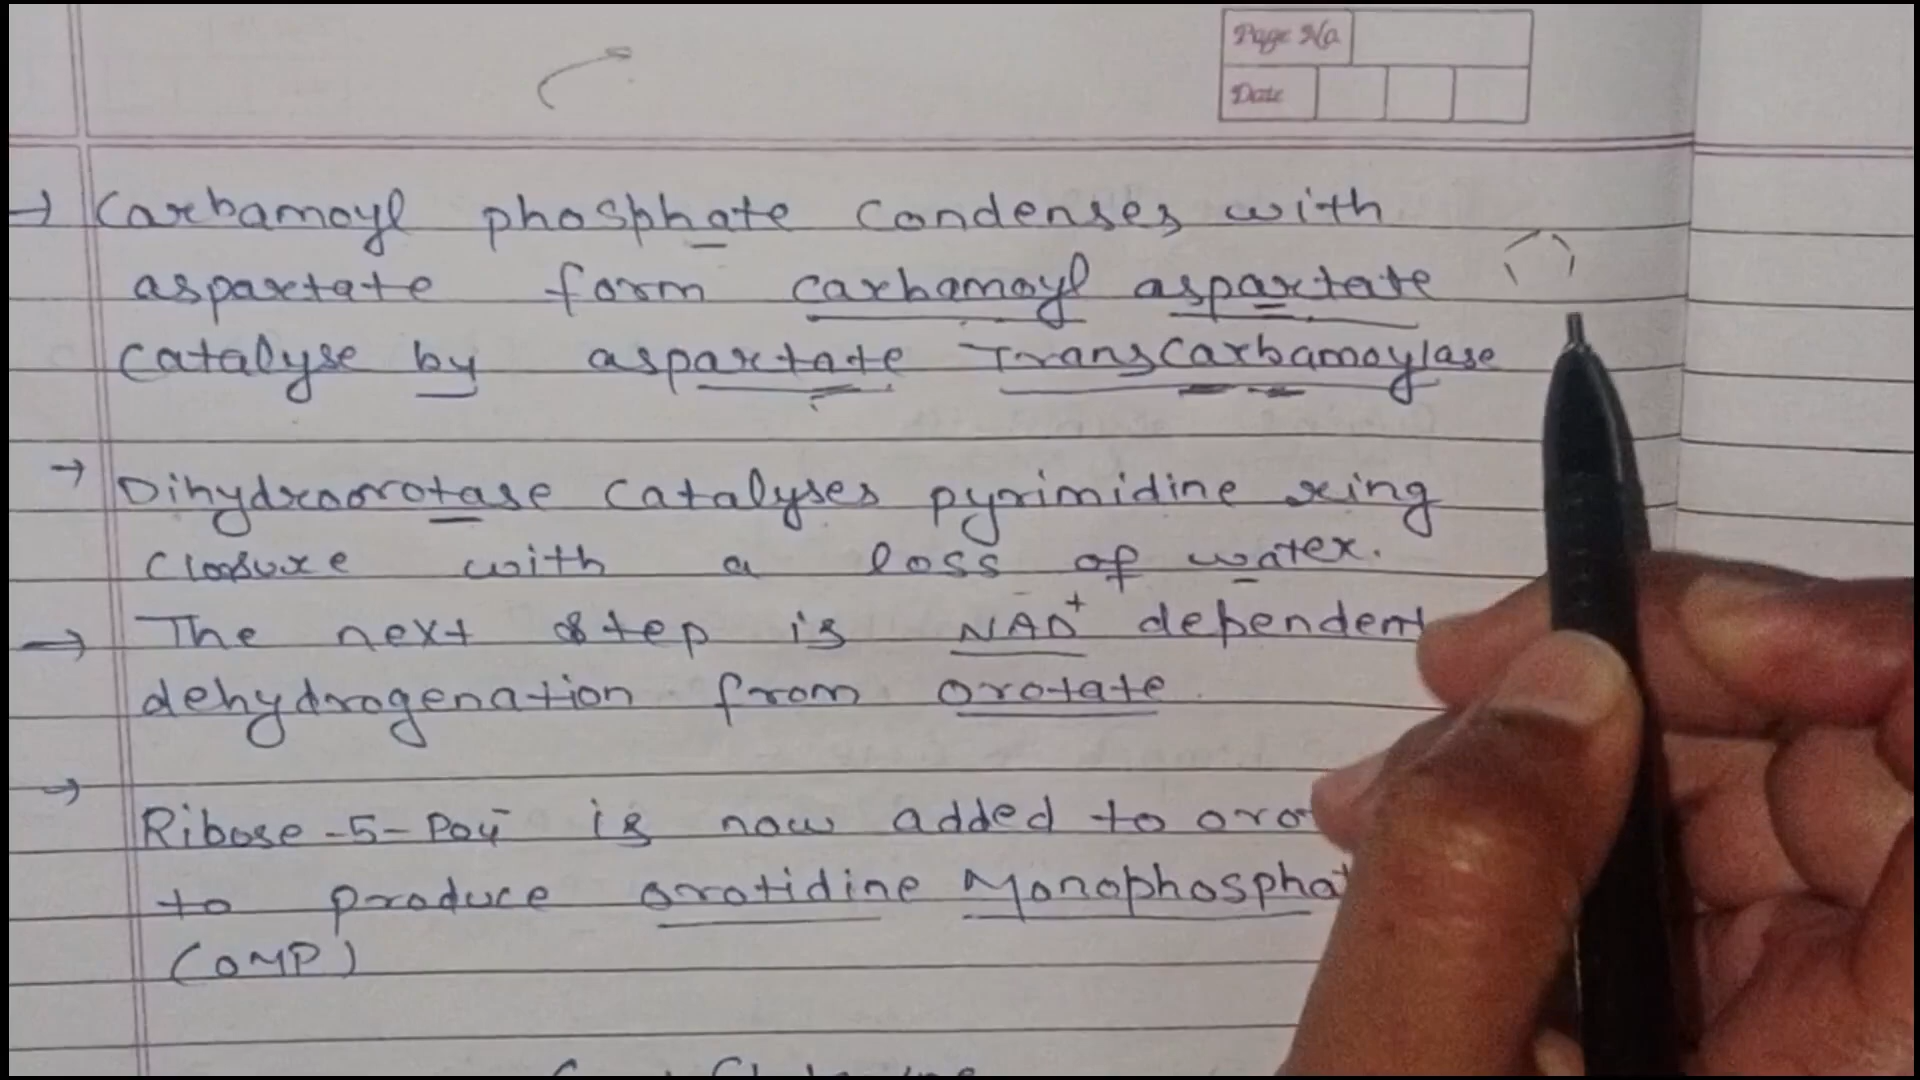 Page No
Date
→ Carbamoyl phosphate condenses with
aspartate form carbamoyl aspartate
catalyse by aspartate Transcarbamoylase
→ Dihydroorotase catalyses pyrimidine ring
closure with a loss of water.
→ The next step is NAD+ dependent
dehydrogenation from orotate
→ Ribose-5-po4- is now added to
to produce orotidine Monophosphat
(OMP)